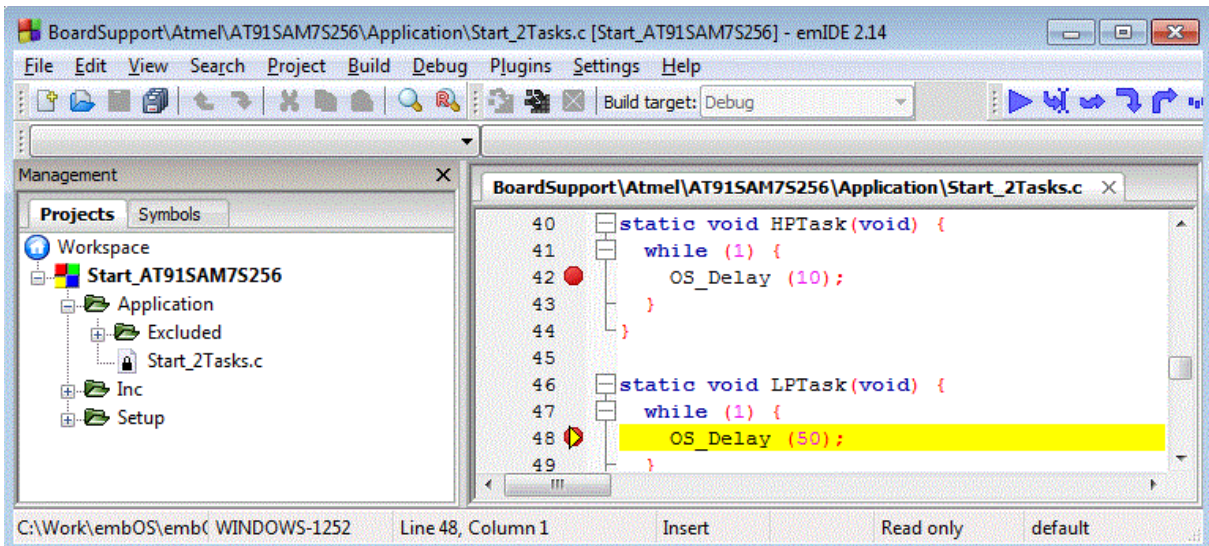 BoardSupport\Atmel\AT91SAM7S256\Application\Start_2Tasks.c [Start_AT91SAM7S256] - emIDE 2.14
File Edit View Search Project Build Debug Plugins Settings Help
Build target: Debug
Management
BoardSupport\Atmel\AT91SAM7S256\Application\Start_2Tasks.c
Projects Symbols
Workspace
Start_AT91SAM7S256
Application
Excluded
Start_2Tasks.c
Inc
Setup
40 static void HPTask(void) {
41 while (1) {
42 OS_Delay (10);
43 }
44 }
45
46 static void LPTask(void) {
47 while (1) {
48 OS_Delay (50);
49 }
C:\Work\embOS\emb( WINDOWS-1252 Line 48, Column 1 Insert Read only default